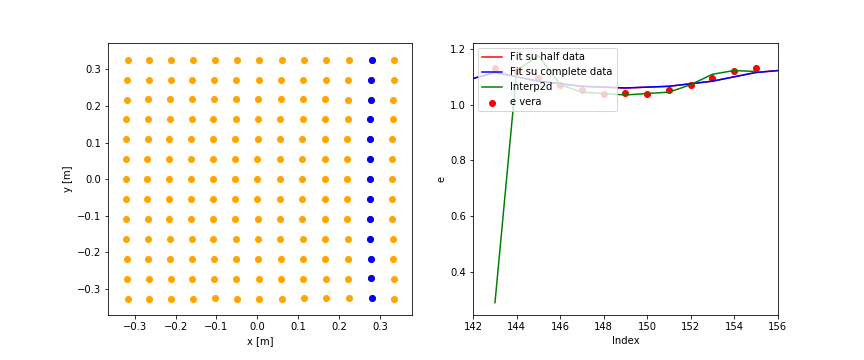 0.3
0.2
0.1
0.0
−0.1
−0.2
−0.3
y [m]
−0.3 −0.2 −0.1 0.0 0.1 0.2 0.3
x [m]
1.2
1.0
0.8
0.6
0.4
e
Fit su half data
Fit su complete data
Interp2d
e vera
142 144 146 148 150 152 154 156
Index